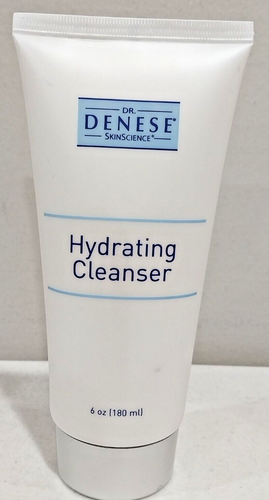 DR.
DENESE®
SKINSCIENCE®
Hydrating
Cleanser
6 oz (180 ml)